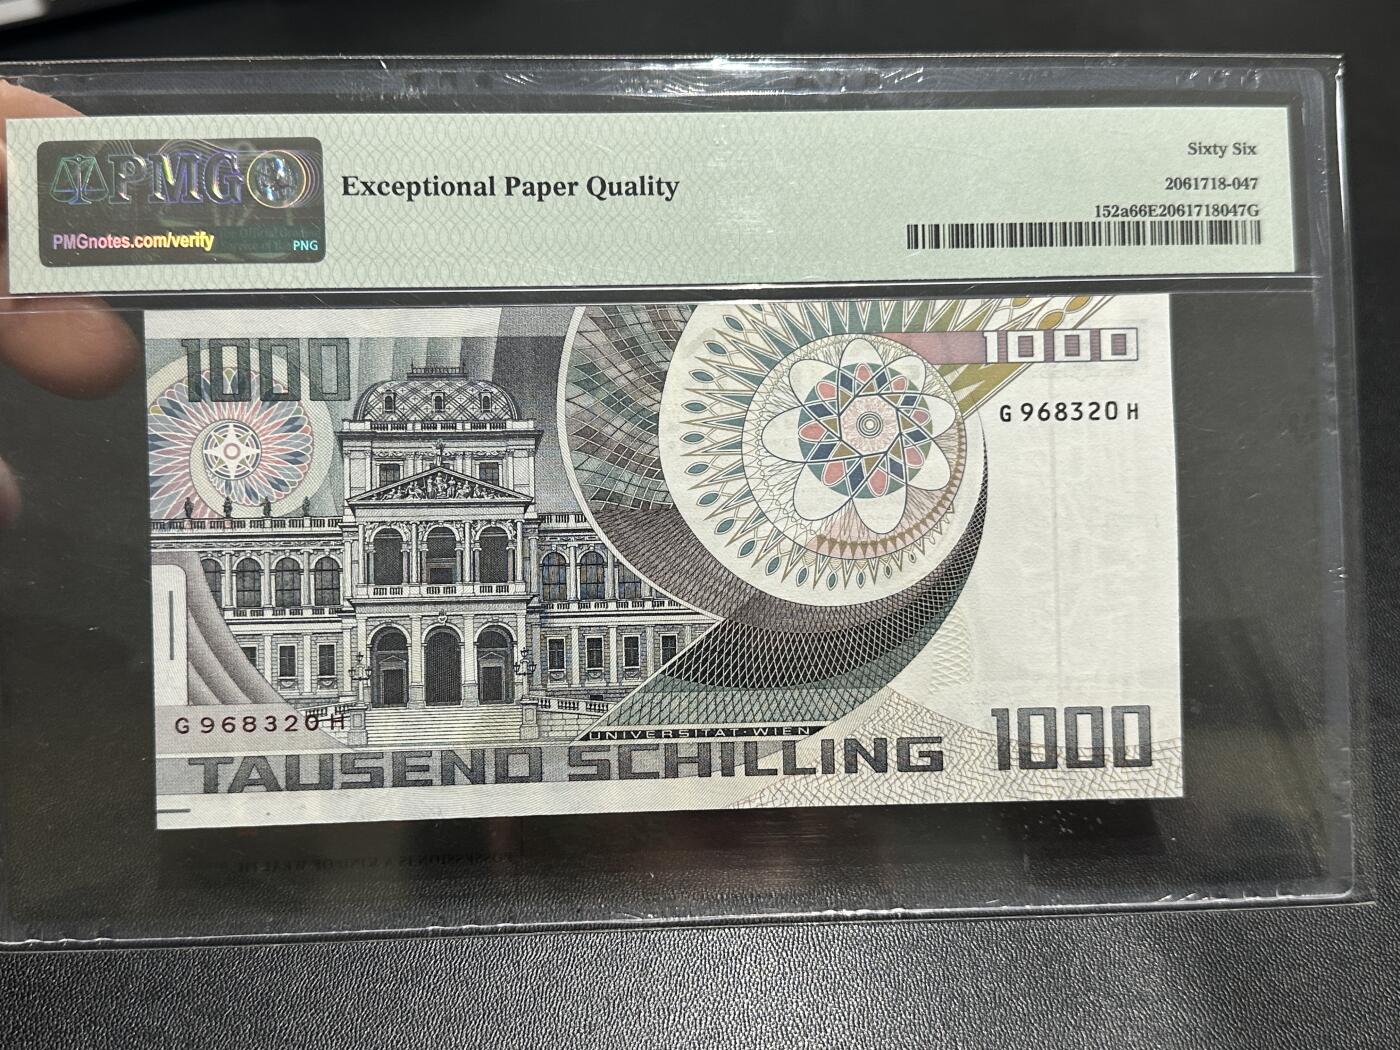 PMG
PMGnotes.com/verify
PNG
Exceptional Paper Quality
Sixty Six
2061718-047
152a66E2061718047G
1000
1000
G 968320 H
G 968320 H
UNIVERSITÄT·WIEN
TAUSEND SCHILLING
1000